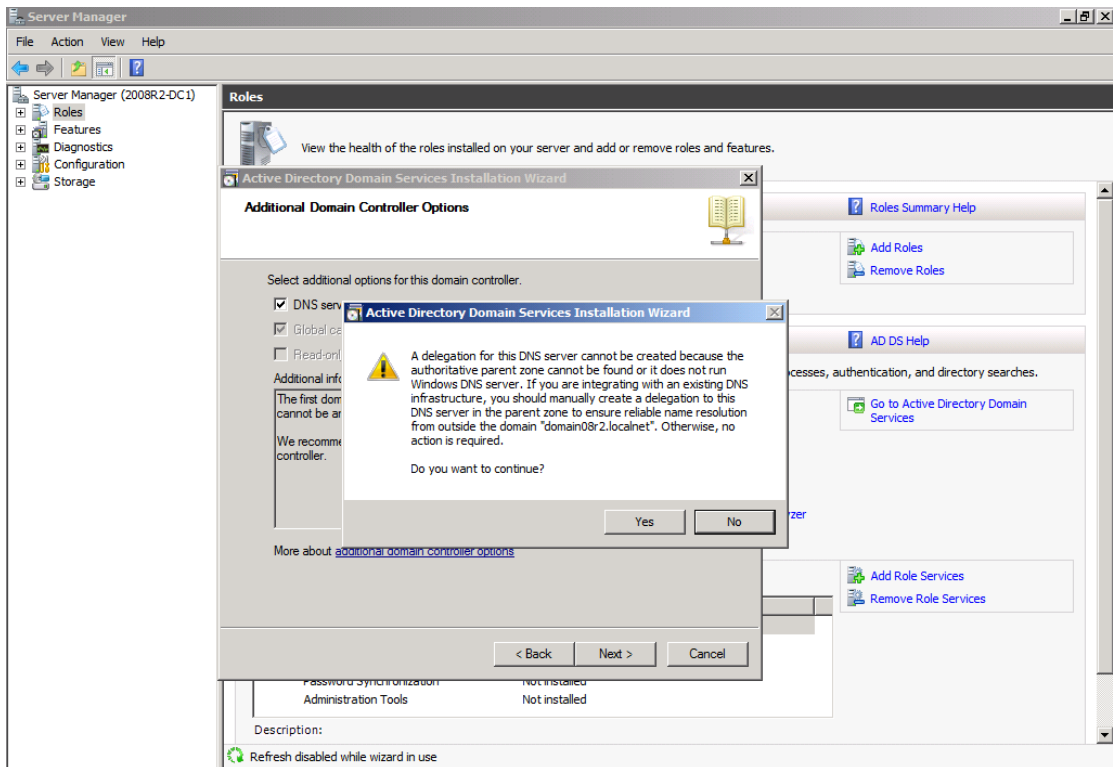 Server Manager
File Action View Help
Server Manager (2008R2-DC1)
Roles
Features
Diagnostics
Configuration
Storage
Roles
View the health of the roles installed on your server and add or remove roles and features.
Roles Summary Help
Add Roles
Remove Roles
AD DS Help
authentication, and directory searches.
Go to Active Directory Domain
Services
Add Role Services
Remove Role Services
Password Synchronization Not installed
Administration Tools Not installed
Description:
Refresh disabled while wizard in use
Active Directory Domain Services Installation Wizard
Additional Domain Controller Options
Select additional options for this domain controller.
DNS
Global
Additional
The first
cannot be
We
controller.
More about additional domain controller options
< Back Next > Cancel
Active Directory Domain Services Installation Wizard
A delegation for this DNS server cannot be created because the
authoritative parent zone cannot be found or it does not run
Windows DNS server. If you are integrating with an existing DNS
infrastructure, you should manually create a delegation to this
DNS server in the parent zone to ensure reliable name resolution
from outside the domain "domain08r2.localnet". Otherwise, no
action is required.
Do you want to continue?
Yes No